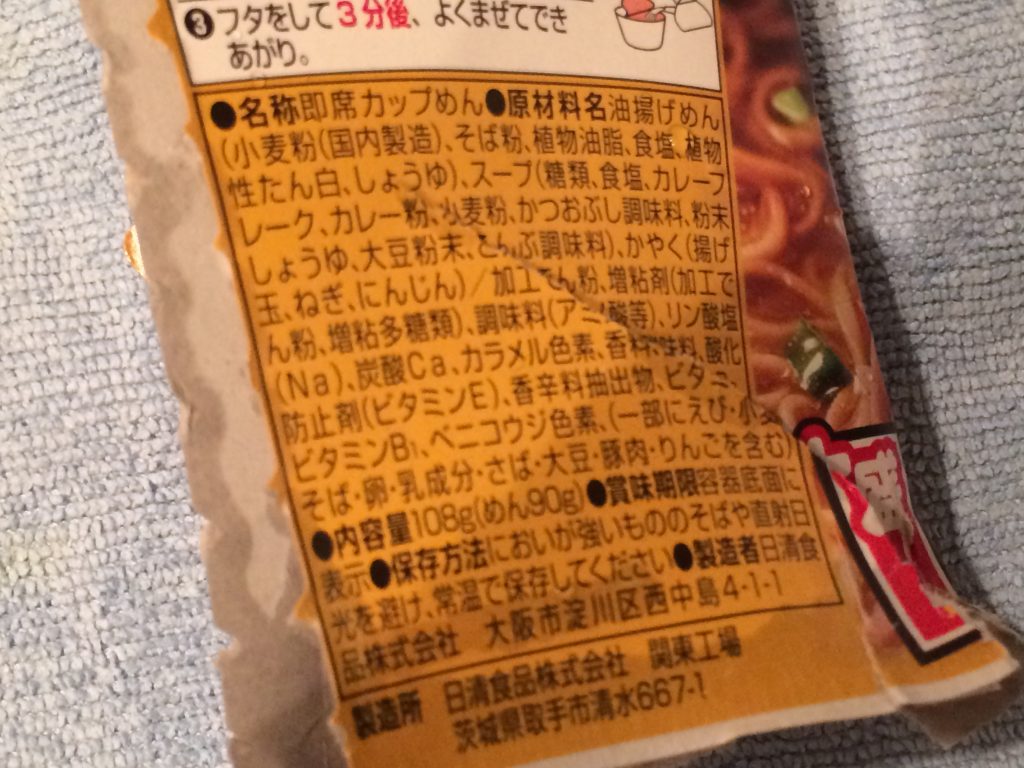 ❸フタをして3分後、よくまぜてでき
あがり。
●名称即席カップめん●原材料名油揚げめん
(小麦粉(国内製造)、そば粉、植物油脂、食塩、植物
性たん白、しょうゆ)、スープ(糖類、食塩、カレーフ
レーク、カレー粉、小麦粉、かつおぶし調味料、粉末
しょうゆ、大豆粉末、こんぶ調味料)、かやく(揚げ
玉、ねぎ、にんじん)/加工でん粉、増粘剤(加工で
ん粉、増粘多糖類)、調味料(アミノ酸等)、リン酸塩
(Na)、炭酸Ca、カラメル色素、香料、酸味料、酸化
防止剤(ビタミンE)、香辛料抽出物、ビタミ
ビタミンB₁、ベニコウジ色素、(一部にえび・小麦
そば・卵・乳成分・さば・大豆・豚肉・りんごを含む)
●内容量108g(めん90g)●賞味期限容器底面に
表示●保存方法においが強いもののそばや直射日
光を避け、常温で保存してください●製造者日清食
品株式会社 大阪市淀川区西中島4-1-1
製造所 日清食品株式会社 関東工場
茨城県取手市清水667-1